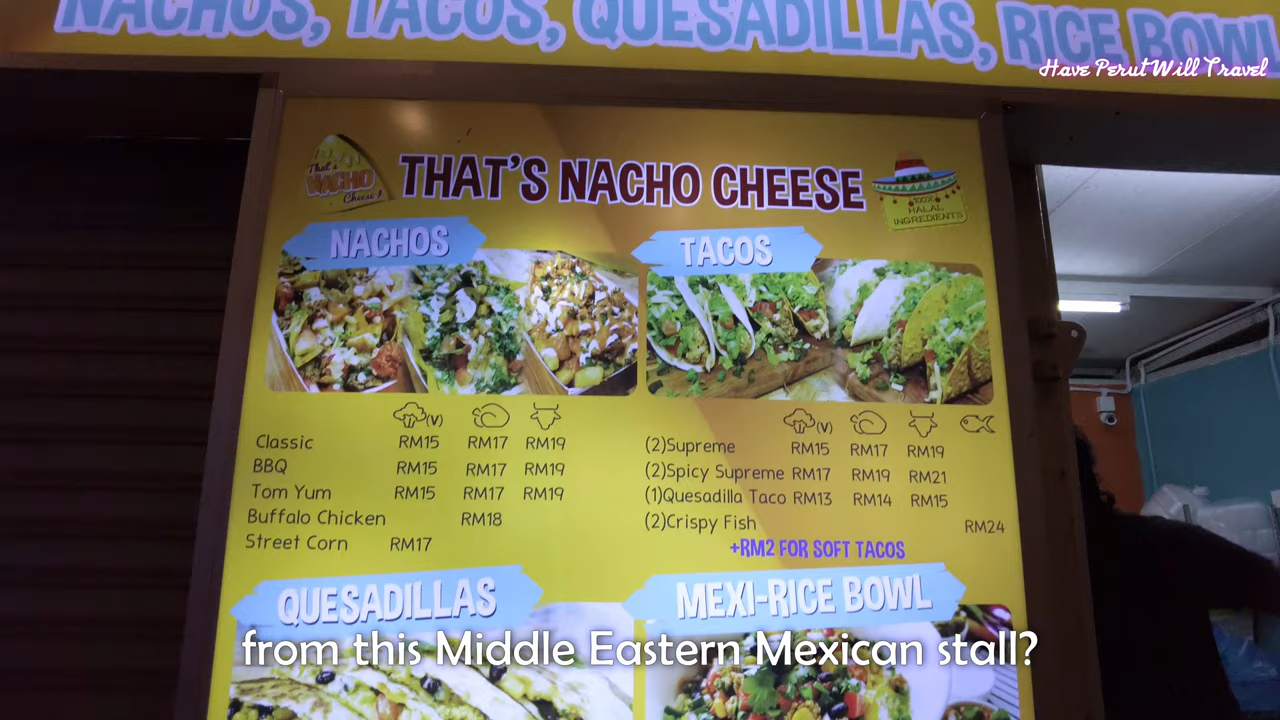 NACHOS, TACOS, QUESADILLAS, RICE BOWL
Have Perut Will Travel
That's
NACHO
Cheese!
THAT'S NACHO CHEESE
100%
HALAL
INGREDIENTS
NACHOS
(V)
Classic RM15 RM17 RM19
BBQ RM15 RM17 RM19
Tom Yum RM15 RM17 RM19
Buffalo Chicken RM18
Street Corn RM17
TACOS
(V)
(2)Supreme RM15 RM17 RM19
(2)Spicy Supreme RM17 RM19 RM21
(1)Quesadilla Taco RM13 RM14 RM15
(2)Crispy Fish RM24
+RM2 FOR SOFT TACOS
QUESADILLAS
MEXI-RICE BOWL
from this Middle Eastern Mexican stall?